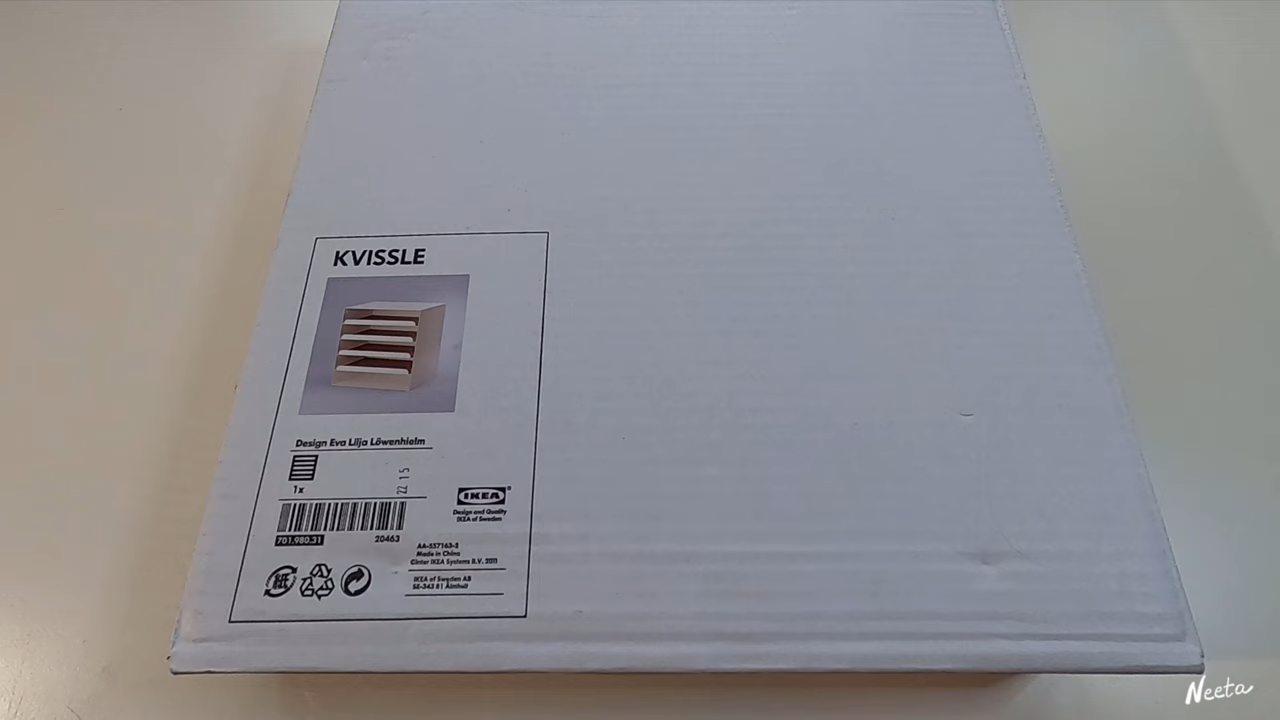 KVISSLE
Design Eva Lilja Löwenhielm
1x
22 15
IKEA®
Design and Quality
IKEA of Sweden
701.980.31
20463
AA-557163-2
Made in China
©Inter IKEA Systems B.V. 2011
IKEA of Sweden AB
SE-343 81 Älmhult
紙
Neeta